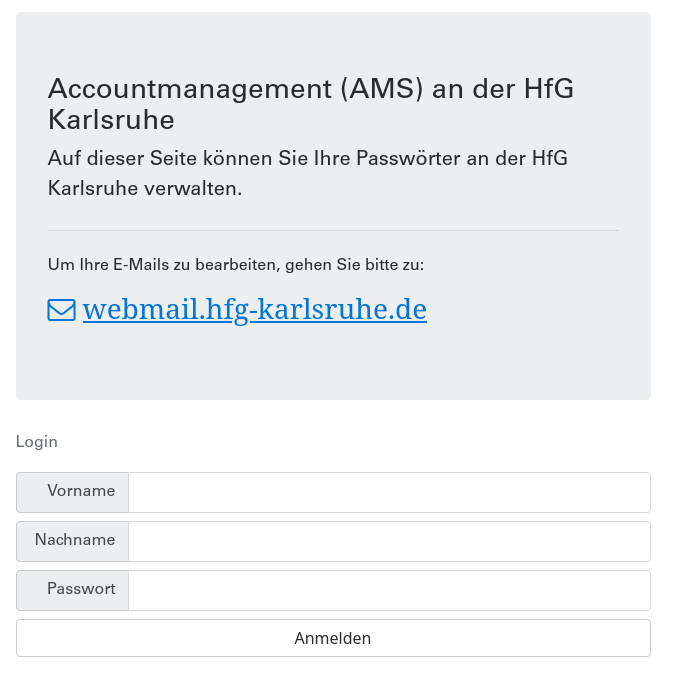 Accountmanagement (AMS) an der HfG
Karlsruhe
Auf dieser Seite können Sie Ihre Passwörter an der HfG
Karlsruhe verwalten.
Um Ihre E-Mails zu bearbeiten, gehen Sie bitte zu:
webmail.hfg-karlsruhe.de
Login
Vorname
Nachname
Passwort
Anmelden